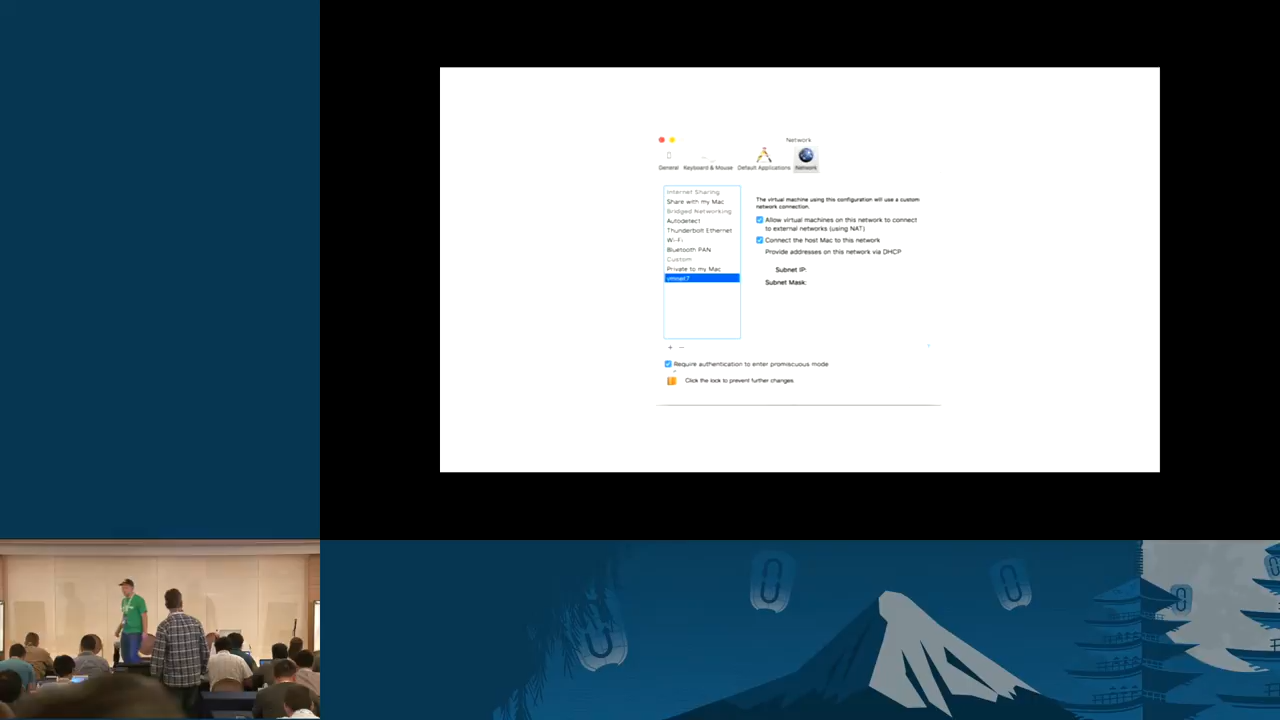 Network
General Keyboard & Mouse Default Applications Network
Internet Sharing
Share with my Mac
Bridged Networking
Autodetect
Thunderbolt Ethernet
Wi-Fi
Bluetooth PAN
Custom
Private to my Mac
vmnet7
The virtual machine using this configuration will use a custom
network connection.
Allow virtual machines on this network to connect
to external networks (using NAT)
Connect the host Mac to this network
Provide addresses on this network via DHCP
Subnet IP:
Subnet Mask:
+ −
Require authentication to enter promiscuous mode
Click the lock to prevent further changes.